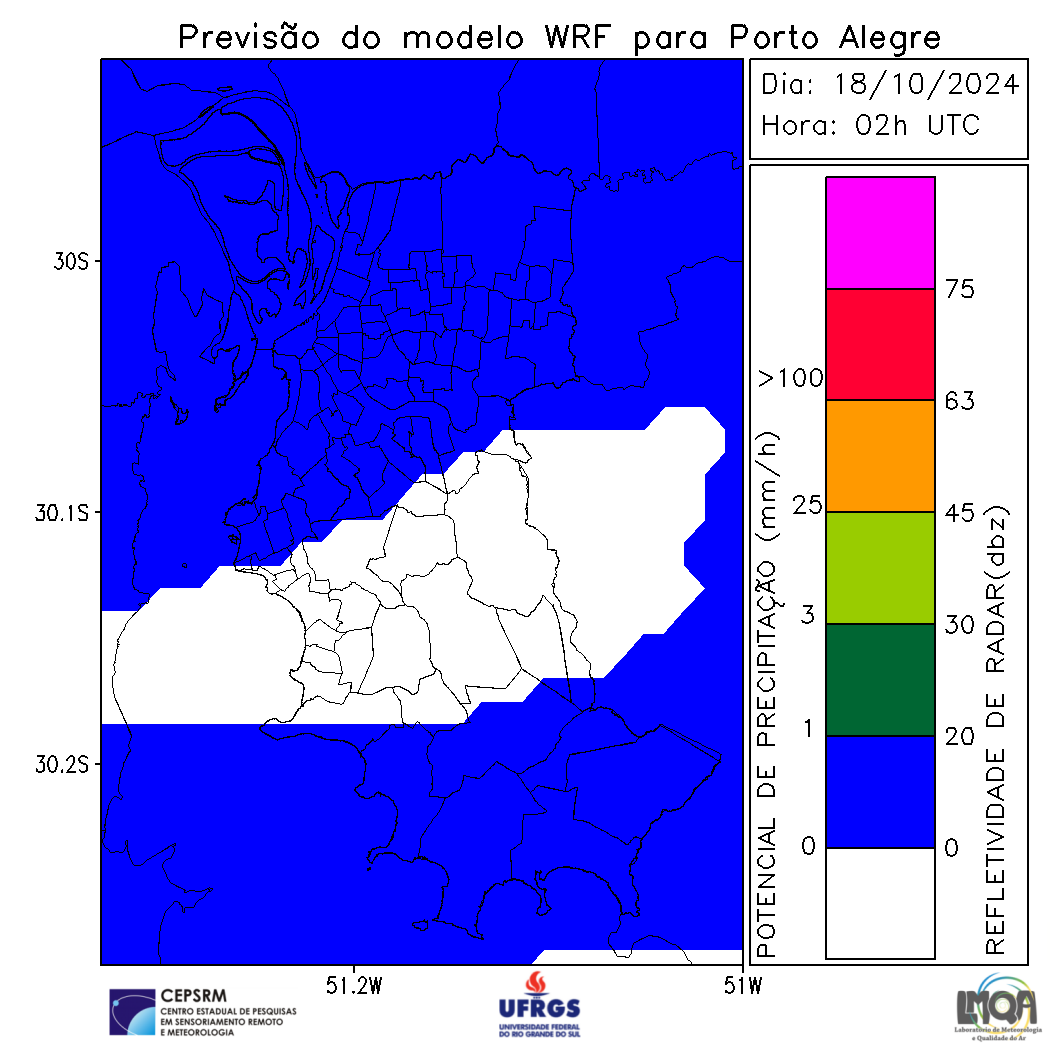 Previsão do modelo WRF para Porto Alegre
Dia: 18/10/2024
Hora: 02h UTC
30S
30.1S
30.2S
51.2W
51W
POTENCIAL DE PRECIPITAÇÃO (mm/h)
>100
25
3
1
0
75
63
45
30
20
0
REFLETIVIDADE DE RADAR(dbz)
CEPSRM
CENTRO ESTADUAL DE PESQUISAS
EM SENSORIAMENTO REMOTO
E METEOROLOGIA
UFRGS
UNIVERSIDADE FEDERAL
DO RIO GRANDE DO SUL
LMQA
Laboratório de Meteorologia
e Qualidade do Ar